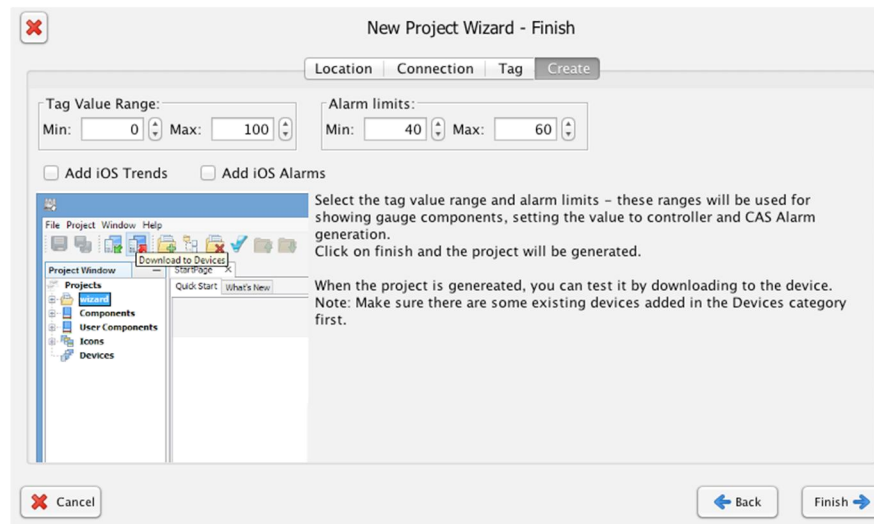 New Project Wizard - Finish
Location Connection Tag Create
Tag Value Range:
Min: 0 Max: 100
Alarm limits:
Min: 40 Max: 60
Add iOS Trends Add iOS Alarms
File Project Window Help
Download to Devices
Project Window
StartPage X
Projects
Quick Start What's New
wizard
Components
User Components
Icons
Devices
Select the tag value range and alarm limits – these ranges will be used for
showing gauge components, setting the value to controller and CAS Alarm
generation.
Click on finish and the project will be generated.
When the project is genereated, you can test it by downloading to the device.
Note: Make sure there are some existing devices added in the Devices category
first.
Cancel
Back
Finish